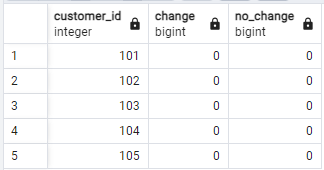 customer_id change no_change
integer bigint bigint
1 101 0 0
2 102 0 0
3 103 0 0
4 104 0 0
5 105 0 0